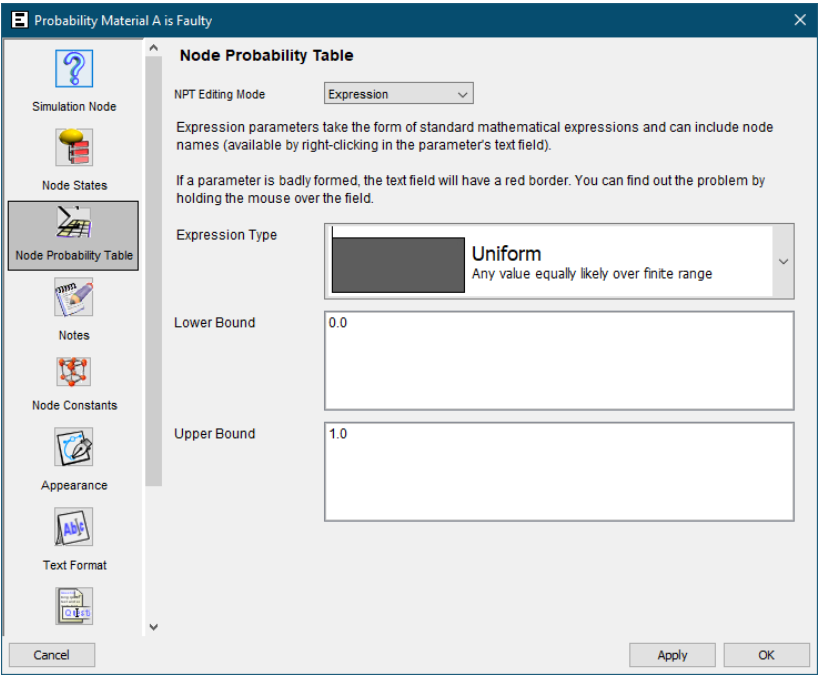 Probability Material A is Faulty
Simulation Node
Node States
Node Probability Table
Notes
Node Constants
Appearance
Text Format
Node Probability Table
NPT Editing Mode
Expression
Expression parameters take the form of standard mathematical expressions and can include node
names (available by right-clicking in the parameter's text field).
If a parameter is badly formed, the text field will have a red border. You can find out the problem by
holding the mouse over the field.
Expression Type
Uniform
Any value equally likely over finite range
Lower Bound
0.0
Upper Bound
1.0
Cancel
Apply
OK